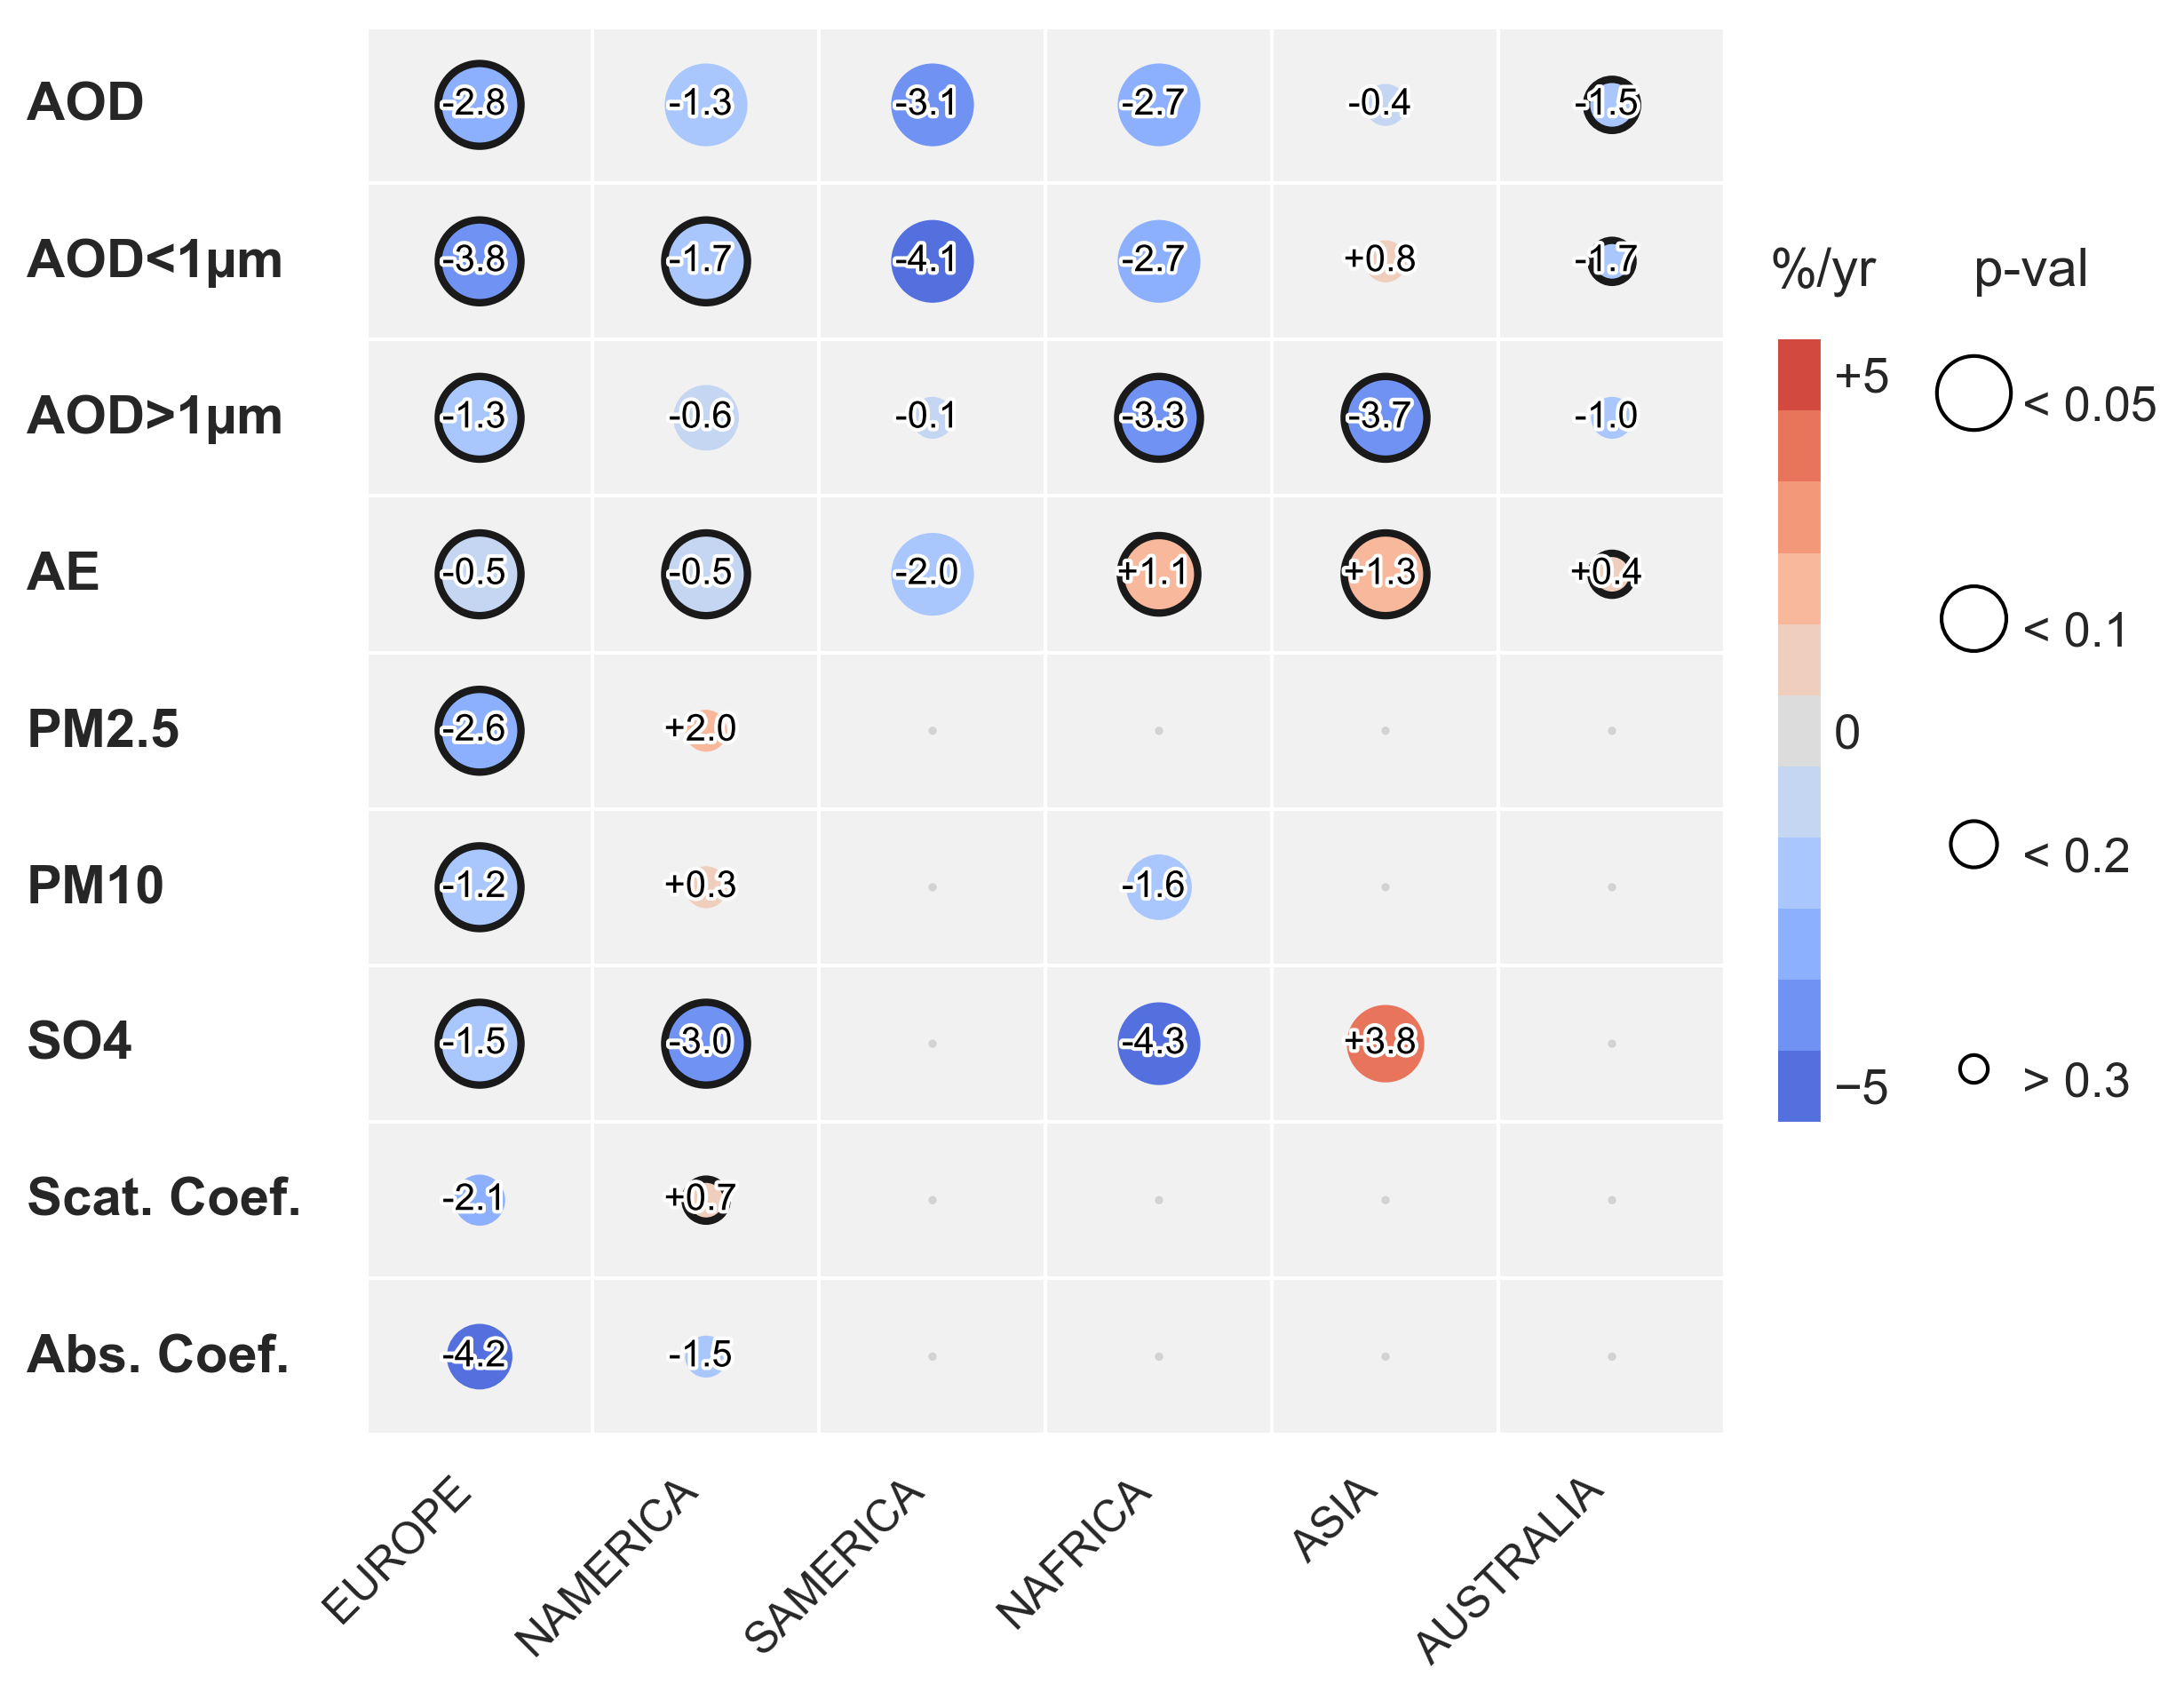 AOD -2.8 -1.3 -3.1 -2.7 -0.4 -1.5
AOD<1µm -3.8 -1.7 -4.1 -2.7 +0.8 -1.7
%/yr p-val
AOD>1µm -1.3 -0.6 -0.1 -3.3 -3.7 -1.0
+5 < 0.05
AE -0.5 -0.5 -2.0 +1.1 +1.3 +0.4
< 0.1
PM2.5 -2.6 +2.0
0
PM10 -1.2 +0.3 -1.6
< 0.2
SO4 -1.5 -3.0 -4.3 +3.8
−5 > 0.3
Scat. Coef. -2.1 +0.7
Abs. Coef. -4.2 -1.5
EUROPE NAMERICA SAMERICA NAFRICA ASIA AUSTRALIA